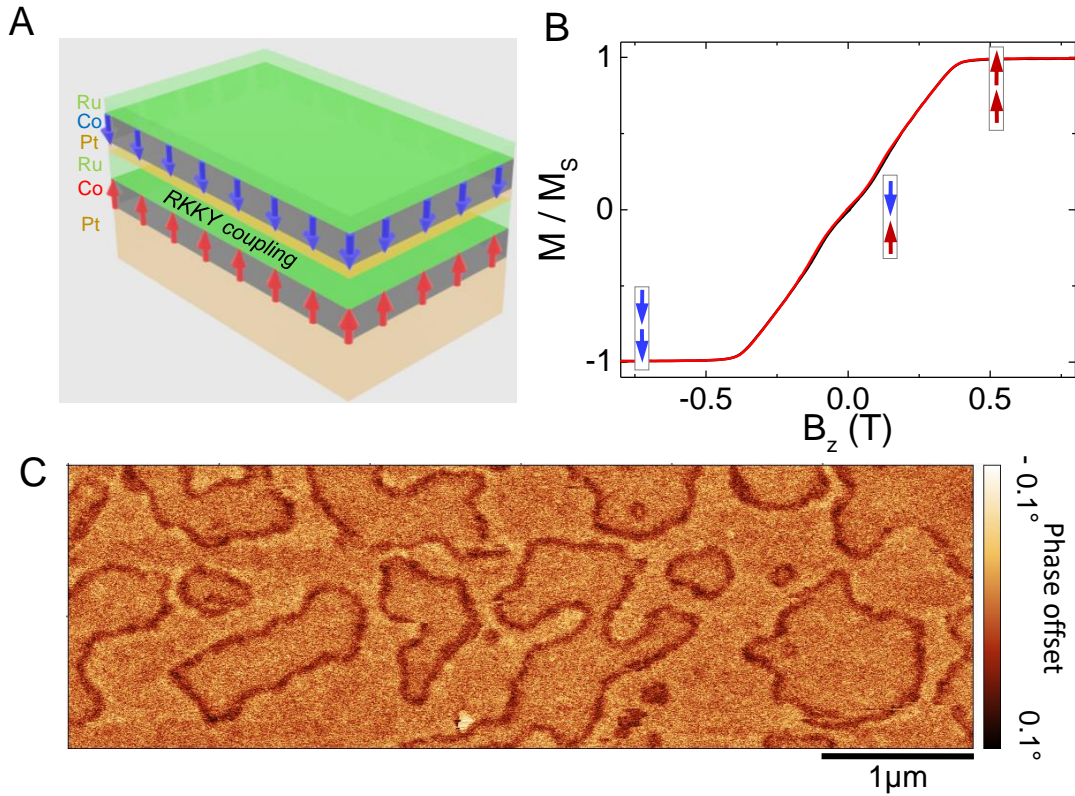 A
Ru
Co
Pt
Ru
Co
Pt
RKKY coupling
B
M / M_S
1
0
-1
-0.5
0.0
0.5
B_z (T)
C
- 0.1°
Phase offset
0.1°
1µm